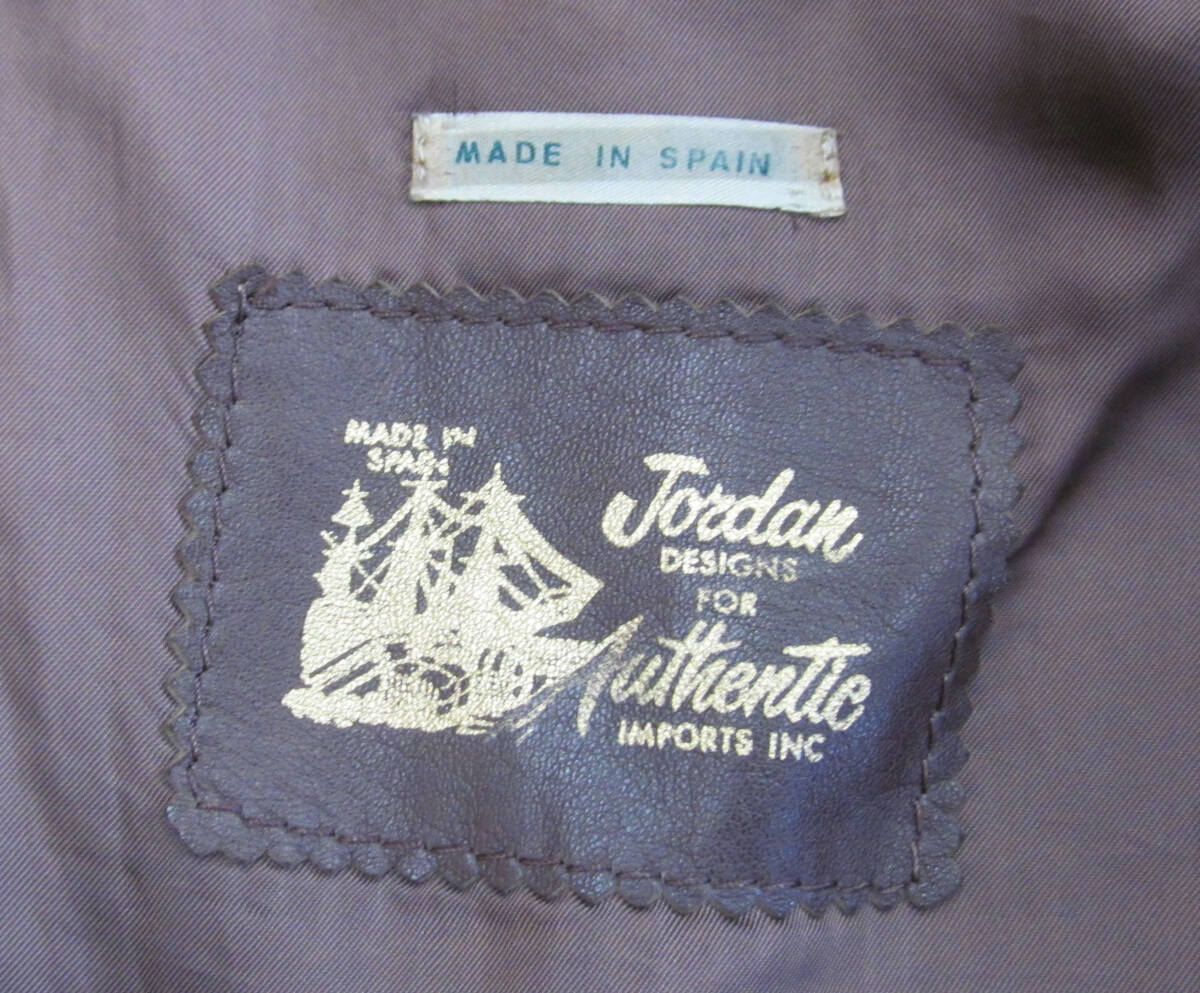 MADE IN SPAIN
MADE IN
SPAIN
Jordan
DESIGNS
FOR
Authentic
IMPORTS INC